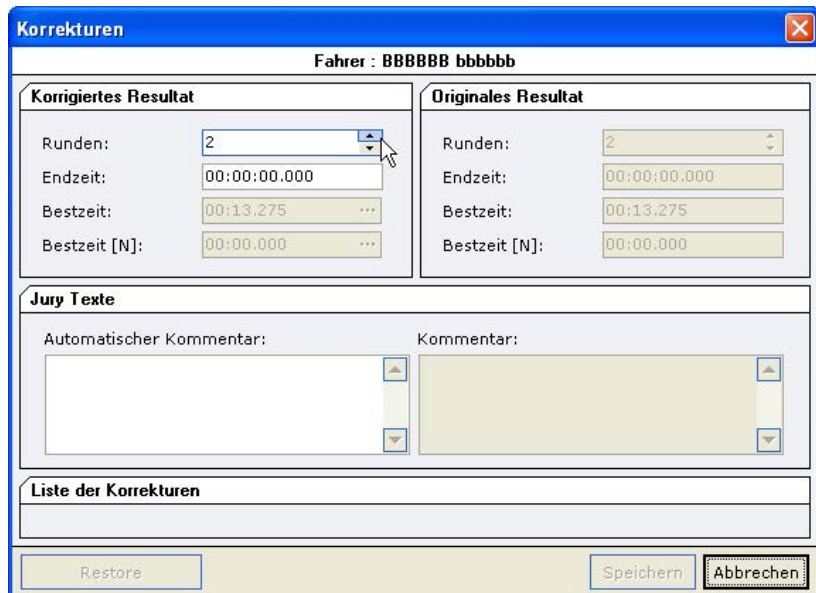 Korrekturen
Fahrer : BBBBBB bbbbbb
Korrigiertes Resultat
Runden: 2
Endzeit: 00:00:00.000
Bestzeit: 00:13.275 ...
Bestzeit [N]: 00:00.000 ...
Originales Resultat
Runden: 2
Endzeit: 00:00:00.000
Bestzeit: 00:13.275
Bestzeit [N]: 00:00.000
Jury Texte
Automatischer Kommentar: Kommentar:
Liste der Korrekturen
Restore Speichern Abbrechen